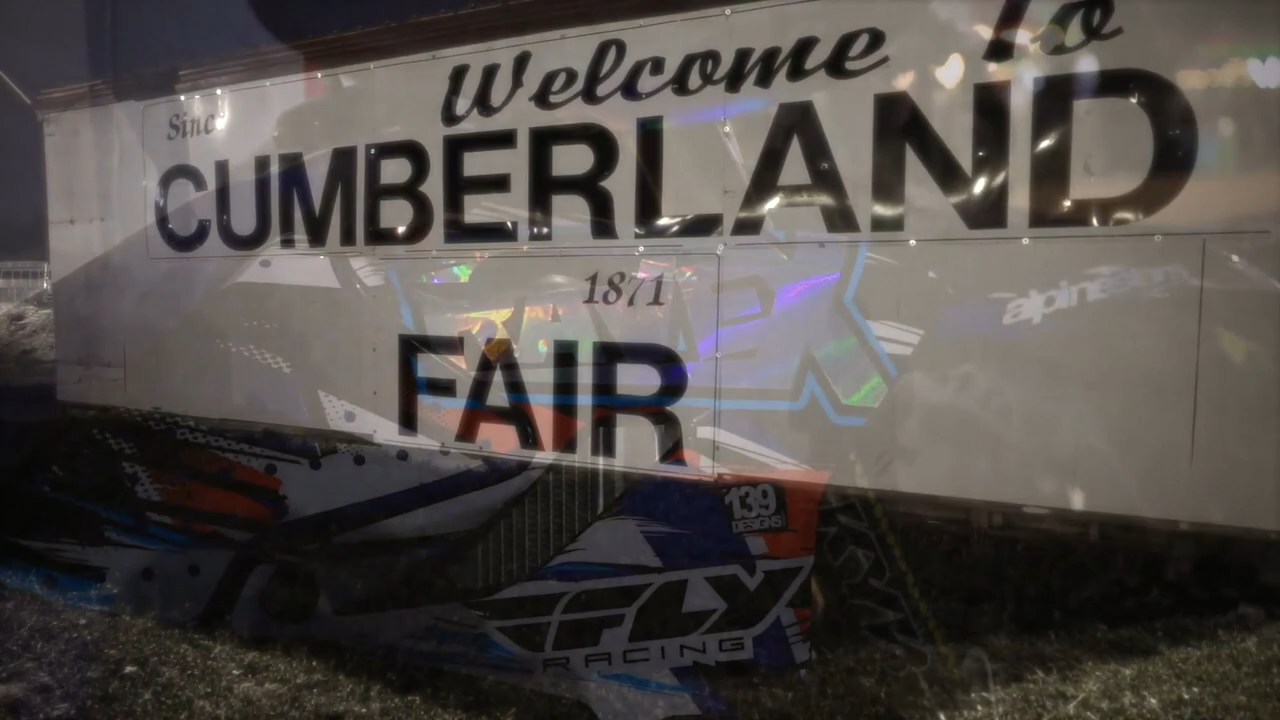 Welcome To
Since
CUMBERLAND
1871
FAIR
alpinestars
139
DESIGNS
FLY
RACING